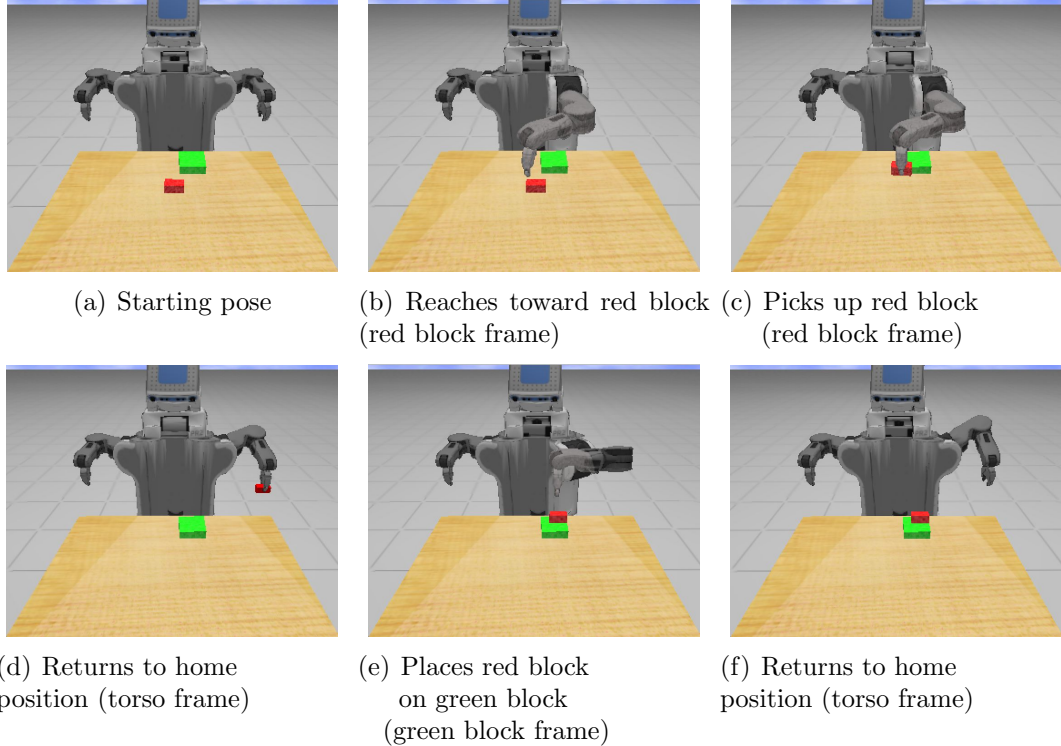 (a) Starting pose
(b) Reaches toward red block
(red block frame)
(c) Picks up red block
(red block frame)
(d) Returns to home
position (torso frame)
(e) Places red block
on green block
(green block frame)
(f) Returns to home
position (torso frame)